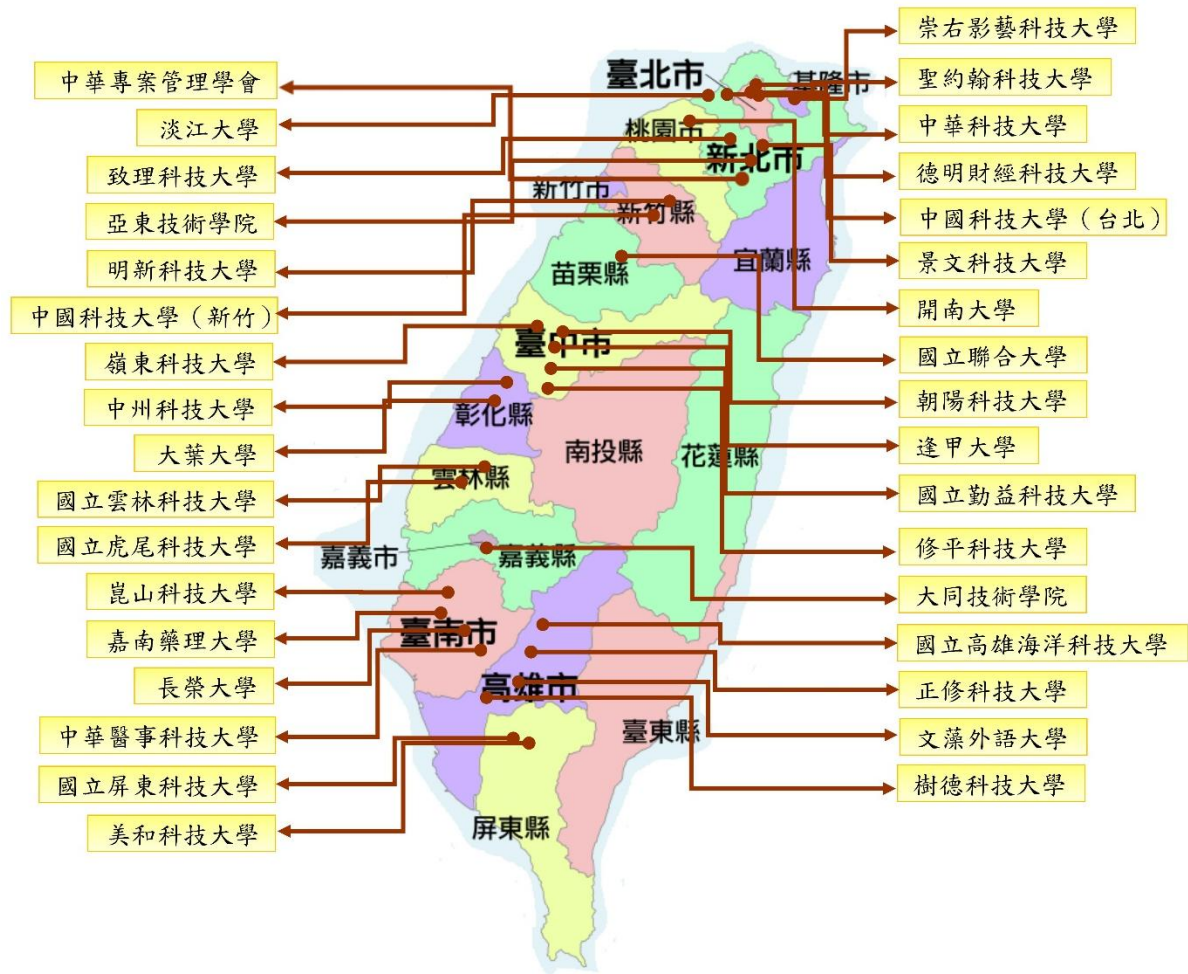 中華專案管理學會
淡江大學
致理科技大學
亞東技術學院
明新科技大學
中國科技大學（新竹）
嶺東科技大學
中州科技大學
大葉大學
國立雲林科技大學
國立虎尾科技大學
崑山科技大學
嘉南藥理大學
長榮大學
中華醫事科技大學
國立屏東科技大學
美和科技大學
臺北市
基隆市
桃園市
新北市
新竹市
新竹縣
宜蘭縣
苗栗縣
臺中市
彰化縣
南投縣
花蓮縣
雲林縣
嘉義市
嘉義縣
臺南市
高雄市
臺東縣
屏東縣
崇右影藝科技大學
聖約翰科技大學
中華科技大學
德明財經科技大學
中國科技大學（台北）
景文科技大學
開南大學
國立聯合大學
朝陽科技大學
逢甲大學
國立勤益科技大學
修平科技大學
大同技術學院
國立高雄海洋科技大學
正修科技大學
文藻外語大學
樹德科技大學